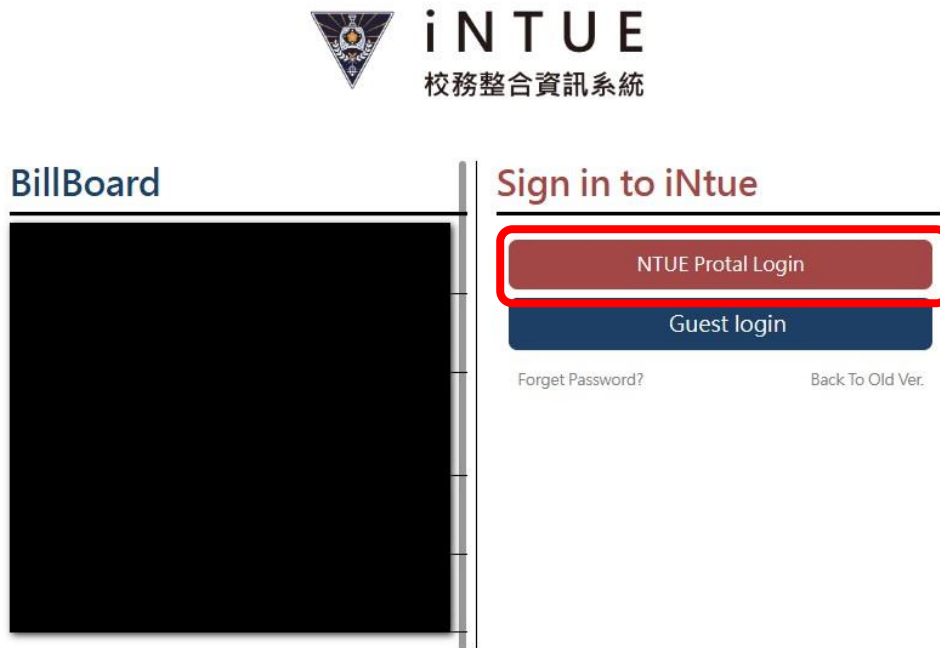 iNTUE
校務整合資訊系統
BillBoard
Sign in to iNtue
NTUE Protal Login
Guest login
Forget Password?
Back To Old Ver.